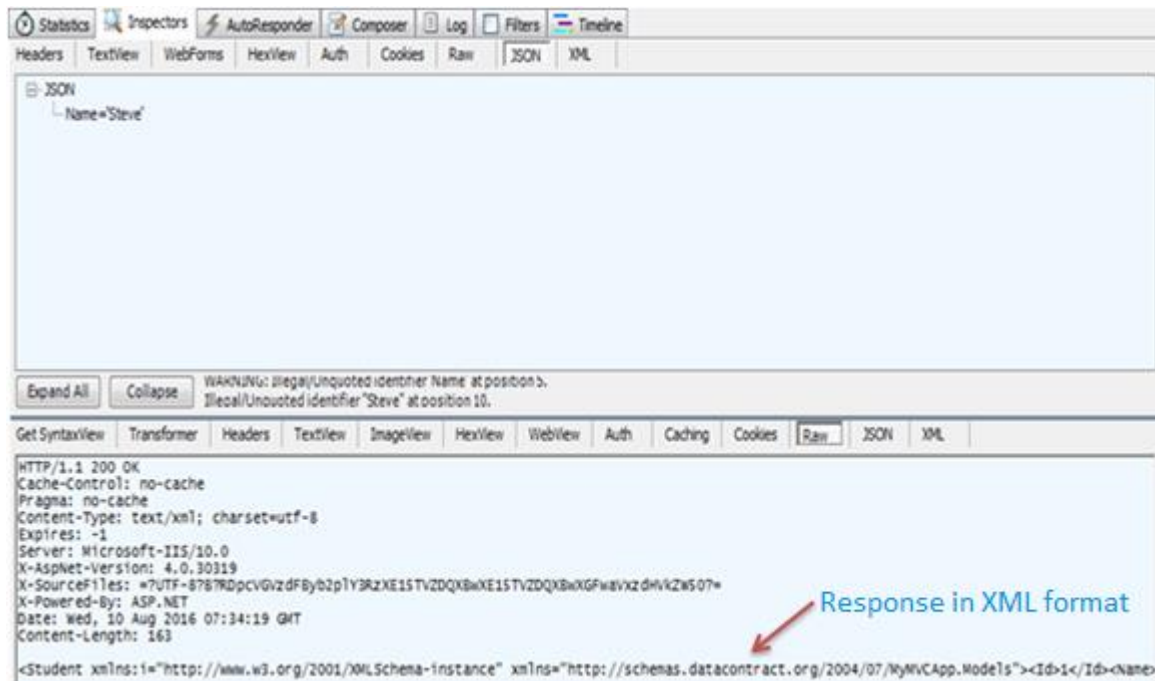 Statistics Inspectors AutoResponder Composer Log Filters Timeline
Headers TextView WebForms HexView Auth Cookies Raw JSON XML
JSON
Name='Steve'
Expand All Collapse WARNING: Illegal/Unquoted identifier Name at position 5.
Illegal/Unquoted identifier "Steve" at position 10.
Get SyntaxView Transformer Headers TextView ImageView HexView WebView Auth Caching Cookies Raw JSON XML
HTTP/1.1 200 OK
Cache-Control: no-cache
Pragma: no-cache
Content-Type: text/xml; charset=utf-8
Expires: -1
Server: Microsoft-IIS/10.0
X-AspNet-Version: 4.0.30319
X-SourceFiles:
X-Powered-By: ASP.NET
Response in XML format
Date: Wed, 10 Aug 2016 07:34:19 GMT
Content-Length: 163
<Student xmlns:i="http://www.w3.org/2001/XMLSchema-instance" xmlns="http://schemas.datacontract.org/2004/07/MyMVCApp.Models"><Id>1</Id><Name>